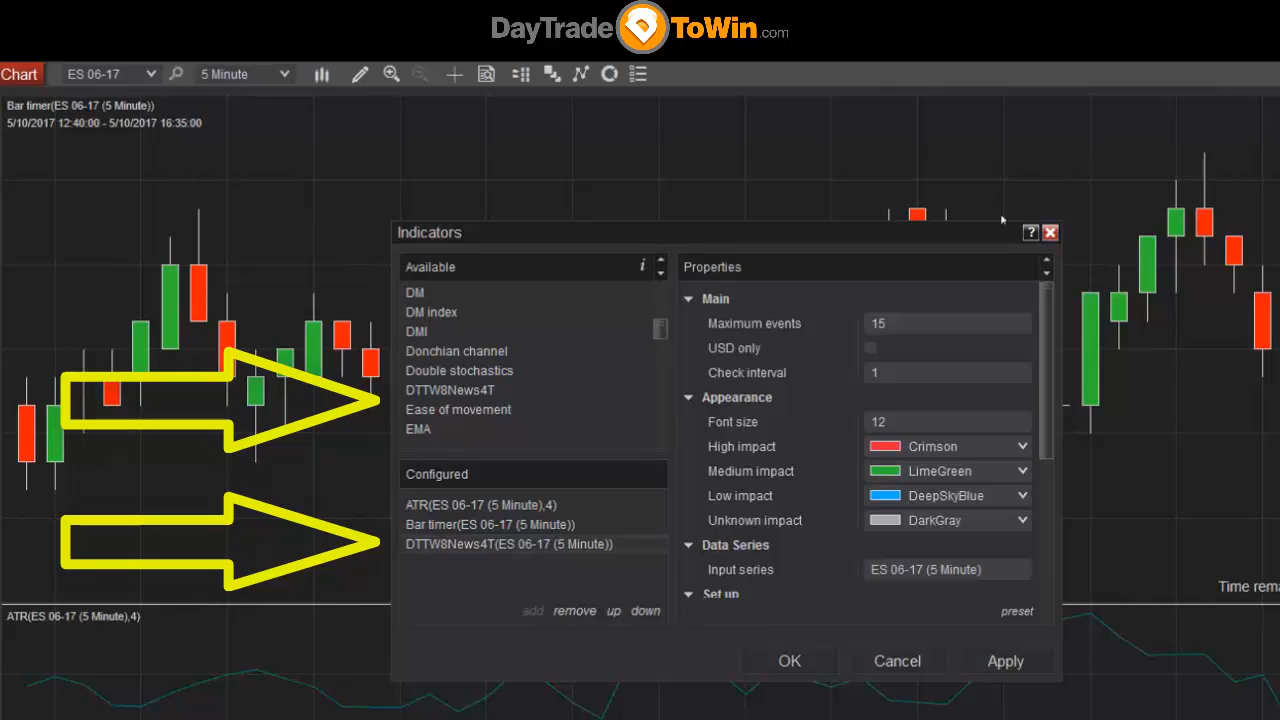 DayTradeToWin.com
Chart ES 06-17 5 Minute
Bar timer(ES 06-17 (5 Minute))
5/10/2017 12:40:00 - 5/10/2017 16:35:00
Indicators ?
Available i
Properties
DM
DM index
DMI
Donchian channel
Double stochastics
DTTW8News4T
Ease of movement
EMA
Configured
ATR(ES 06-17 (5 Minute),4)
Bar timer(ES 06-17 (5 Minute))
DTTW8News4T(ES 06-17 (5 Minute))
add remove up down
Main
Maximum events 15
USD only
Check interval 1
Appearance
Font size 12
High impact Crimson
Medium impact LimeGreen
Low impact DeepSkyBlue
Unknown impact DarkGray
Data Series
Input series ES 06-17 (5 Minute)
Set up
preset
OK Cancel Apply
Time rema
ATR(ES 06-17 (5 Minute),4)